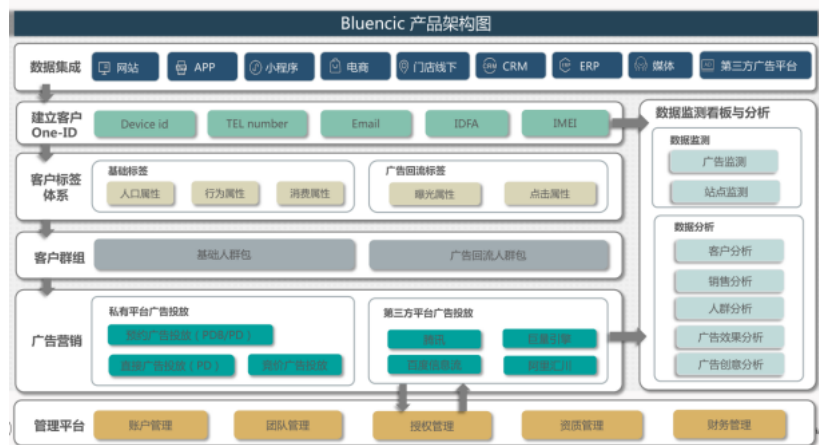 Bluencic 产品架构图
数据集成
网站
APP
小程序
电商
门店线下
CRM
ERP
媒体
第三方广告平台
建立客户
One-ID
Device id
TEL number
Email
IDFA
IMEI
客户标签
体系
基础标签
人口属性
行为属性
消费属性
广告回流标签
曝光属性
点击属性
客户群组
基础人群包
广告回流人群包
广告营销
私有平台广告投放
预约广告投放（PDB/PD）
直接广告投放（PD）
竞价广告投放
第三方平台广告投放
腾讯
巨量引擎
百度信息流
阿里汇川
数据监测看板与分析
数据监测
广告监测
站点监测
数据分析
客户分析
销售分析
人群分析
广告效果分析
广告创意分析
管理平台
账户管理
团队管理
授权管理
资质管理
财务管理